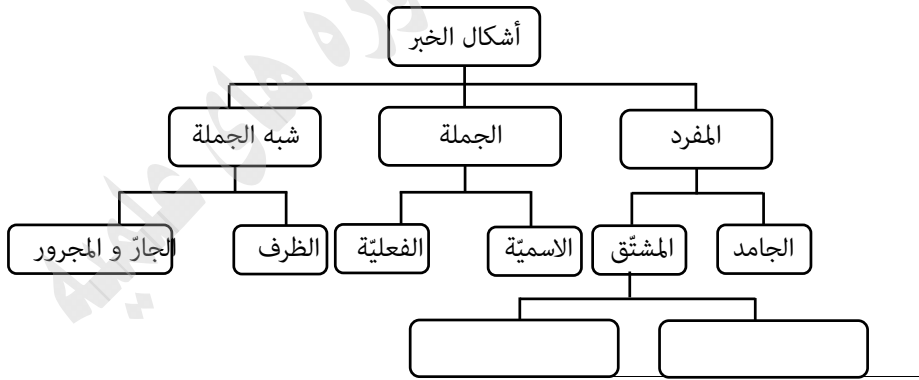 أشكال الخبر
المفرد
الجملة
شبه الجملة
الجامد
المشتّق
الاسميّة
الفعليّة
الظرف
الجارّ و المجرور